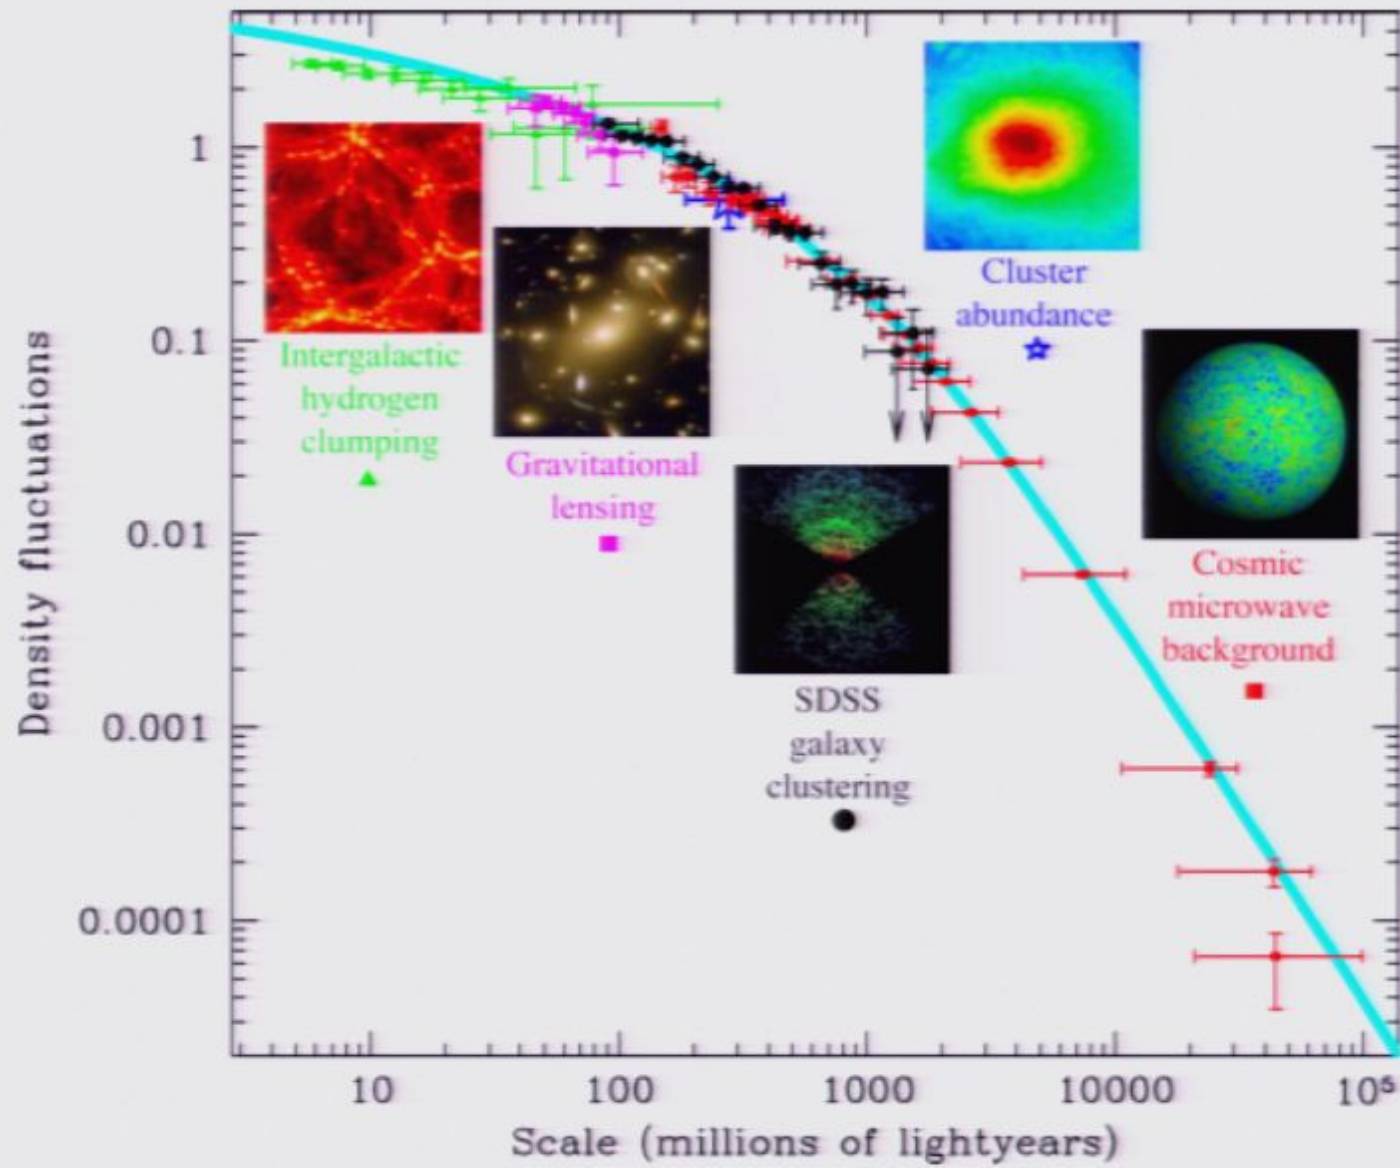 1
0.1
0.01
0.001
0.0001
Density fluctuations
Intergalactic
hydrogen
clumping
Gravitational
lensing
SDSS
galaxy
clustering
Cluster
abundance
Cosmic
microwave
background
10
100
1000
10000
10⁵
Scale (millions of lightyears)